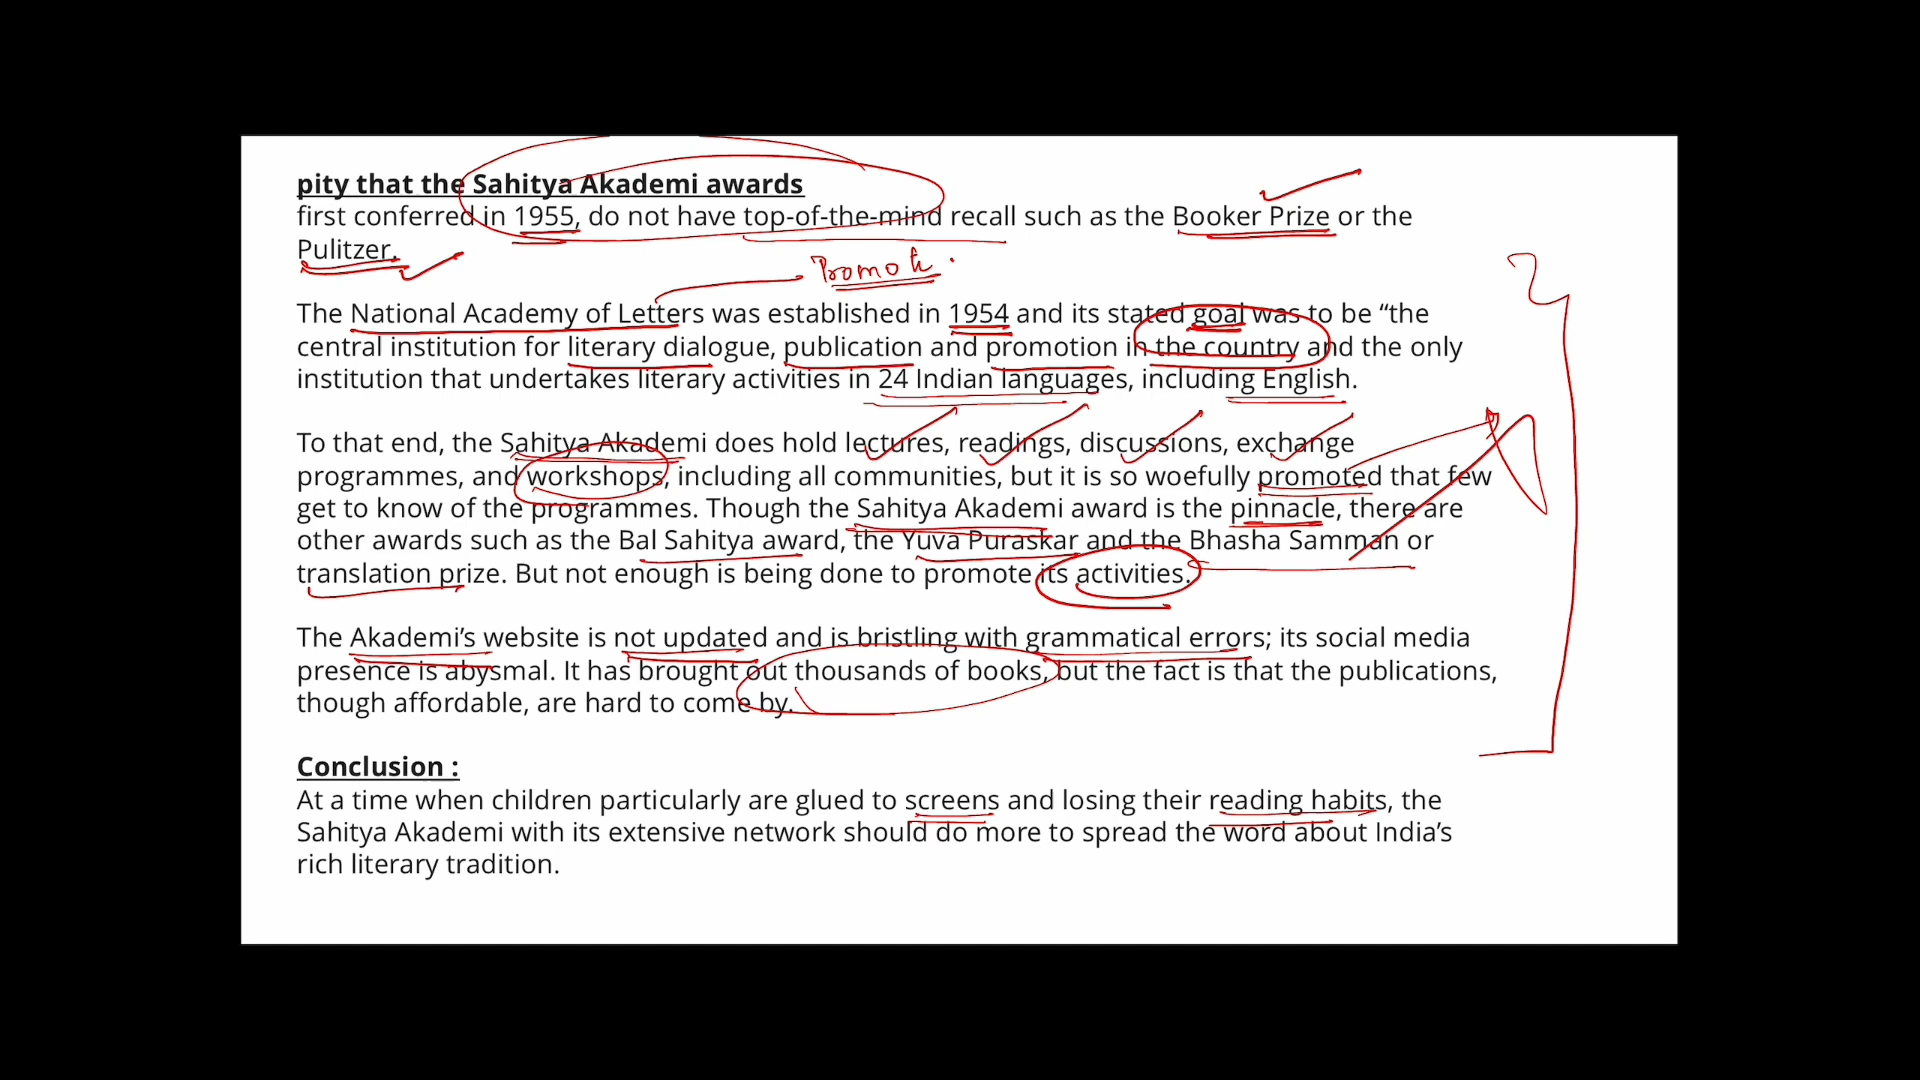 pity that the Sahitya Akademi awards
first conferred in 1955, do not have top-of-the-mind recall such as the Booker Prize or the
Pulitzer.
Promote
The National Academy of Letters was established in 1954 and its stated goal was to be “the
central institution for literary dialogue, publication and promotion in the country and the only
institution that undertakes literary activities in 24 Indian languages, including English.
To that end, the Sahitya Akademi does hold lectures, readings, discussions, exchange
programmes, and workshops, including all communities, but it is so woefully promoted that few
get to know of the programmes. Though the Sahitya Akademi award is the pinnacle, there are
other awards such as the Bal Sahitya award, the Yuva Puraskar and the Bhasha Samman or
translation prize. But not enough is being done to promote its activities.
The Akademi’s website is not updated and is bristling with grammatical errors; its social media
presence is abysmal. It has brought out thousands of books, but the fact is that the publications,
though affordable, are hard to come by.
Conclusion :
At a time when children particularly are glued to screens and losing their reading habits, the
Sahitya Akademi with its extensive network should do more to spread the word about India’s
rich literary tradition.